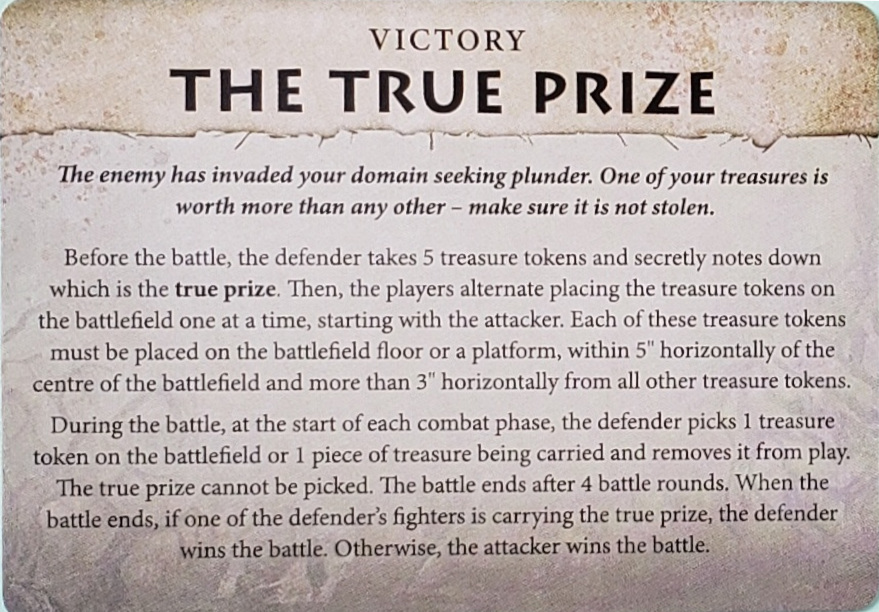 VICTORY
THE TRUE PRIZE
The enemy has invaded your domain seeking plunder. One of your treasures is
worth more than any other – make sure it is not stolen.
Before the battle, the defender takes 5 treasure tokens and secretly notes down
which is the true prize. Then, the players alternate placing the treasure tokens on
the battlefield one at a time, starting with the attacker. Each of these treasure tokens
must be placed on the battlefield floor or a platform, within 5" horizontally of the
centre of the battlefield and more than 3" horizontally from all other treasure tokens.
During the battle, at the start of each combat phase, the defender picks 1 treasure
token on the battlefield or 1 piece of treasure being carried and removes it from play.
The true prize cannot be picked. The battle ends after 4 battle rounds. When the
battle ends, if one of the defender's fighters is carrying the true prize, the defender
wins the battle. Otherwise, the attacker wins the battle.